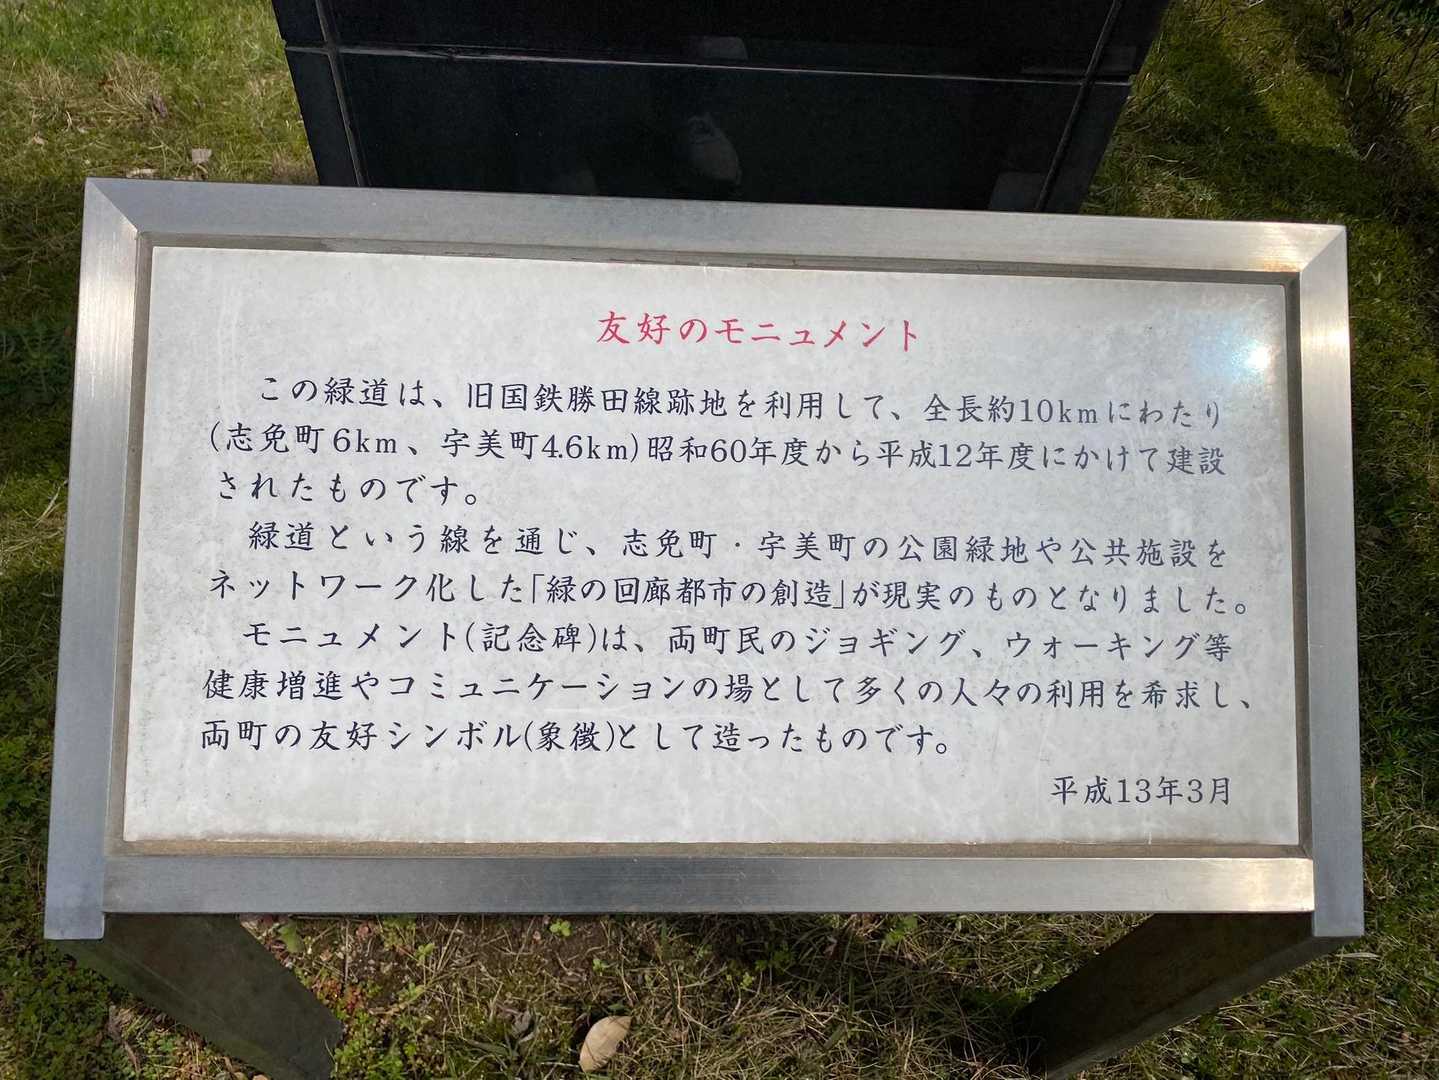 友好のモニュメント
この緑道は、旧国鉄勝田線跡地を利用して、全長約10kmにわたり
(志免町6km、宇美町4.6km)昭和60年度から平成12年度にかけて建設
されたものです。
緑道という線を通じ、志免町・宇美町の公園緑地や公共施設を
ネットワーク化した「緑の回廊都市の創造」が現実のものとなりました。
モニュメント(記念碑)は、両町民のジョギング、ウォーキング等
健康増進やコミュニケーションの場として多くの人々の利用を希求し、
両町の友好シンボル(象徴)として造ったものです。
平成13年3月